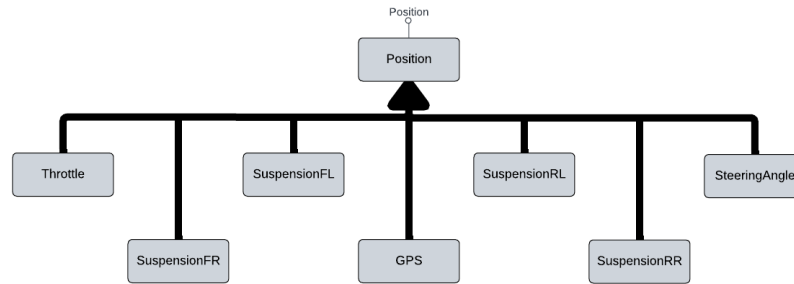 Position
Position
Throttle
SuspensionFL
SuspensionRL
SteeringAngle
SuspensionFR
GPS
SuspensionRR